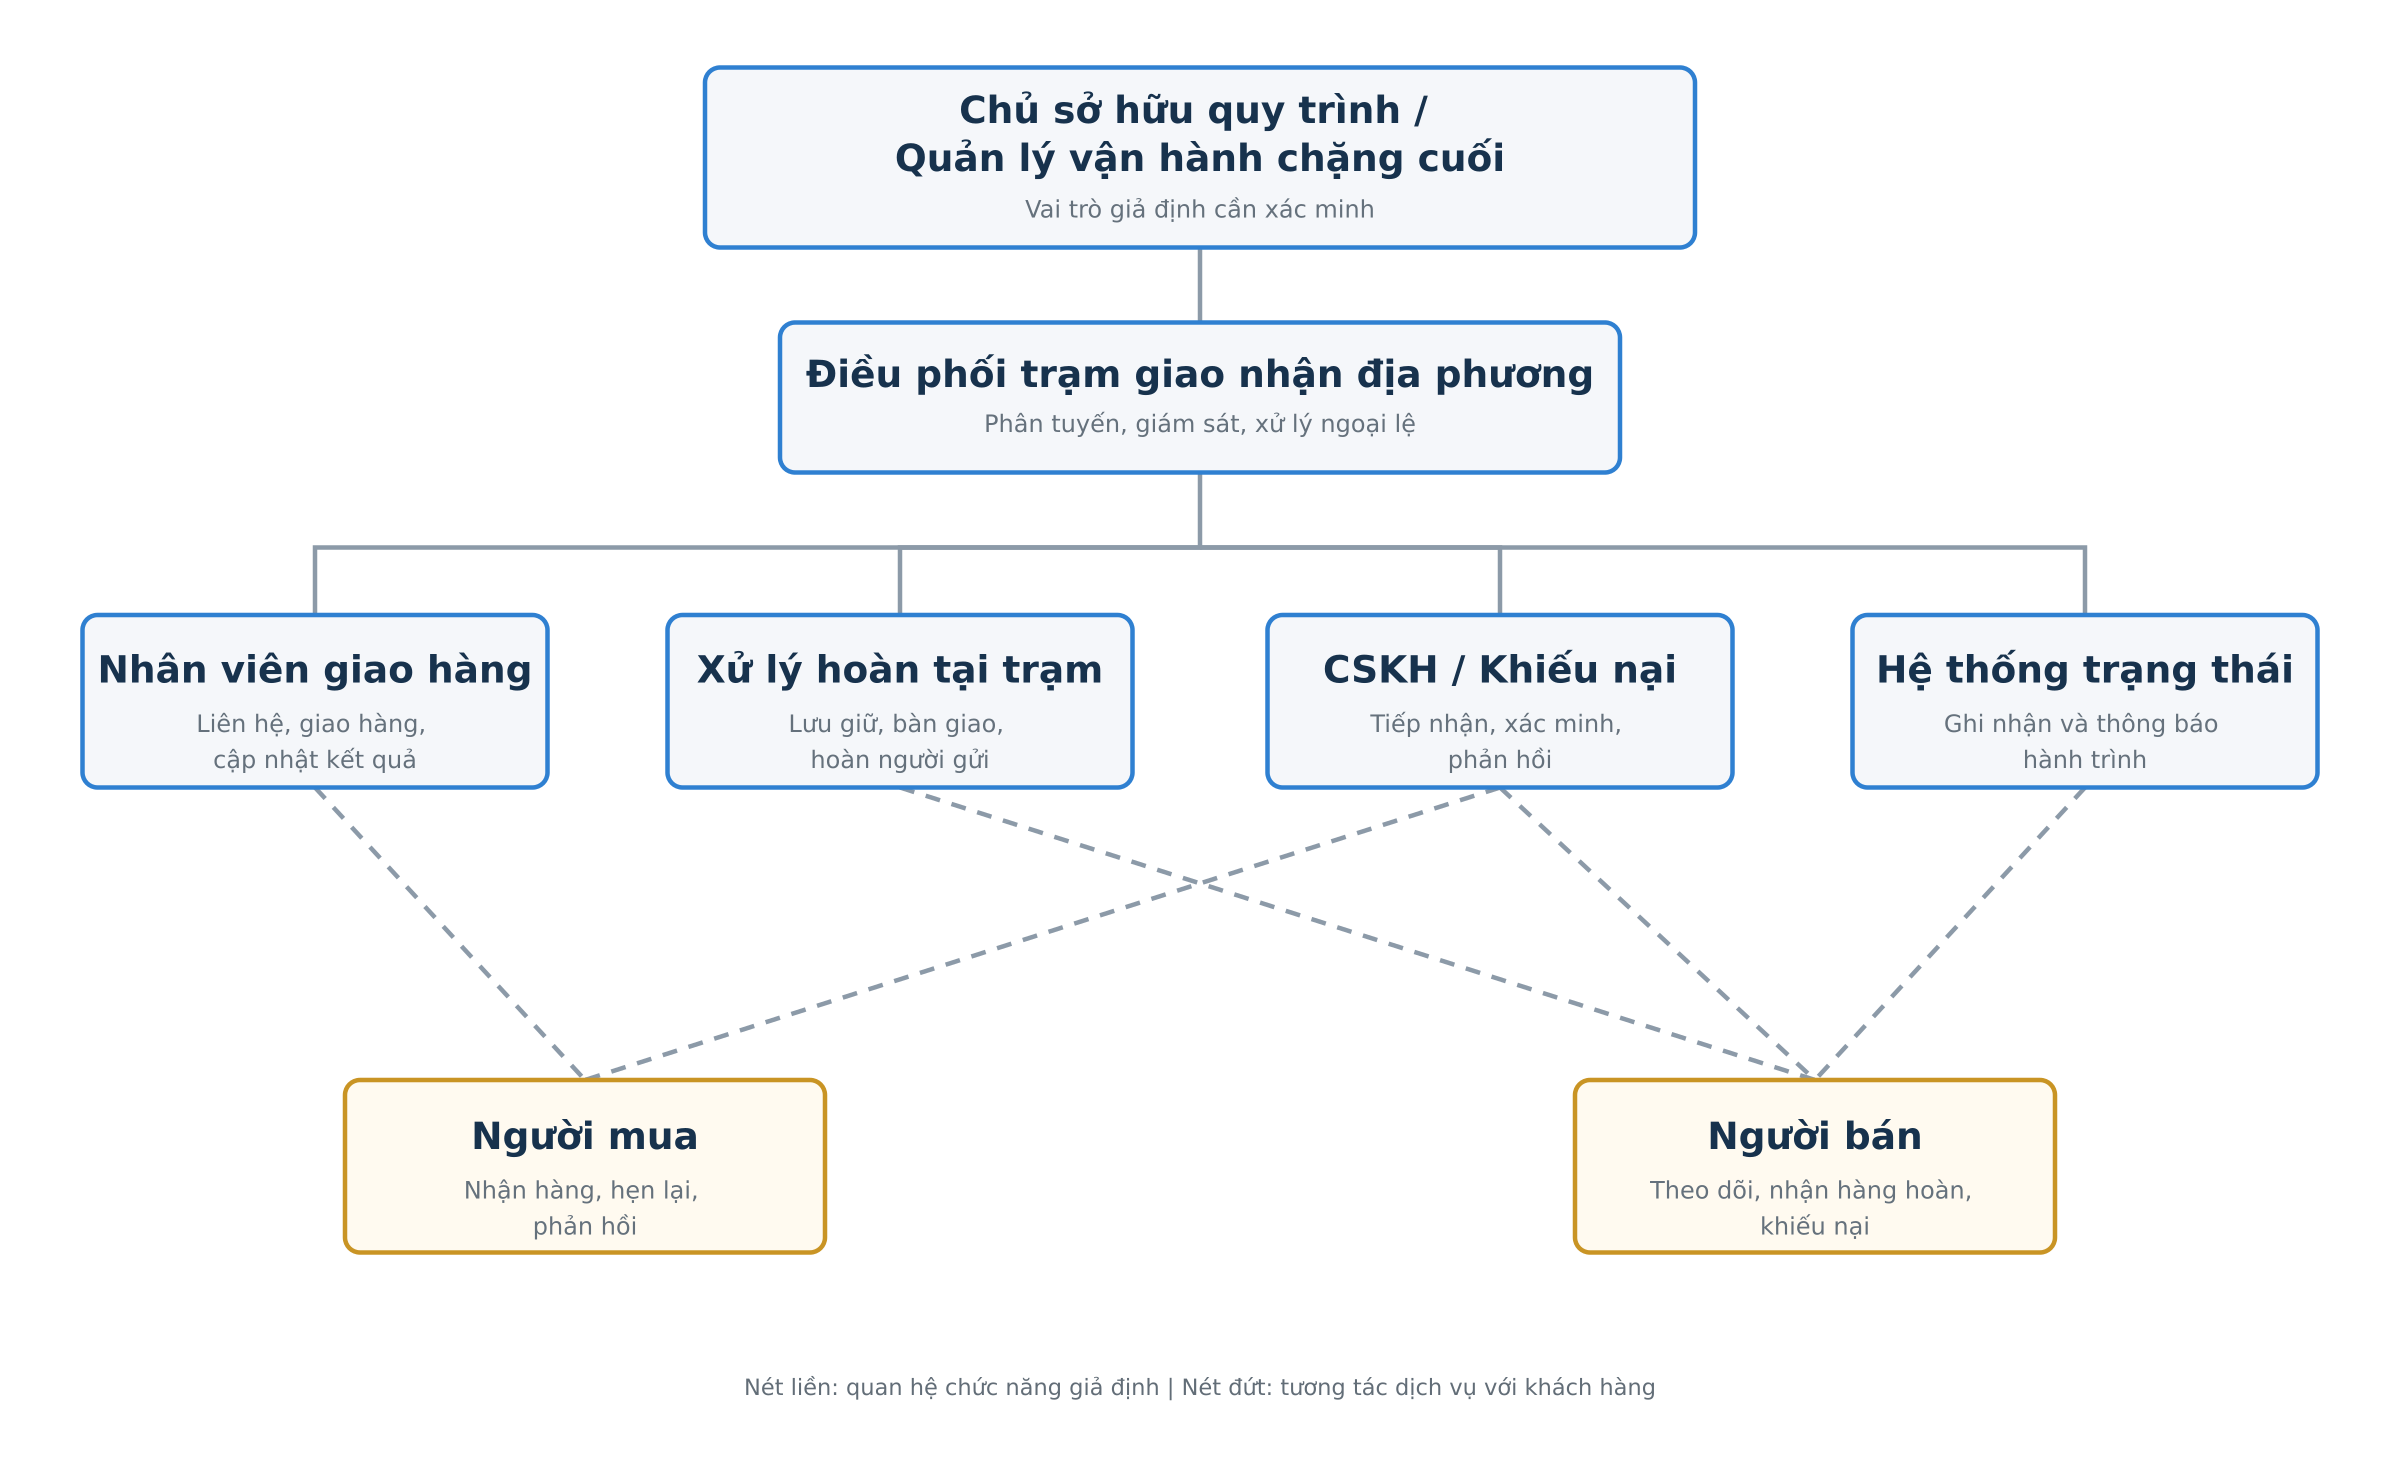 Chủ sở hữu quy trình /
Quản lý vận hành chặng cuối
Vai trò giả định cần xác minh
Điều phối trạm giao nhận địa phương
Phân tuyến, giám sát, xử lý ngoại lệ
Nhân viên giao hàng
Liên hệ, giao hàng,
cập nhật kết quả
Xử lý hoàn tại trạm
Lưu giữ, bàn giao,
hoàn người gửi
CSKH / Khiếu nại
Tiếp nhận, xác minh,
phản hồi
Hệ thống trạng thái
Ghi nhận và thông báo
hành trình
Người mua
Nhận hàng, hẹn lại,
phản hồi
Người bán
Theo dõi, nhận hàng hoàn,
khiếu nại
Nét liền: quan hệ chức năng giả định | Nét đứt: tương tác dịch vụ với khách hàng